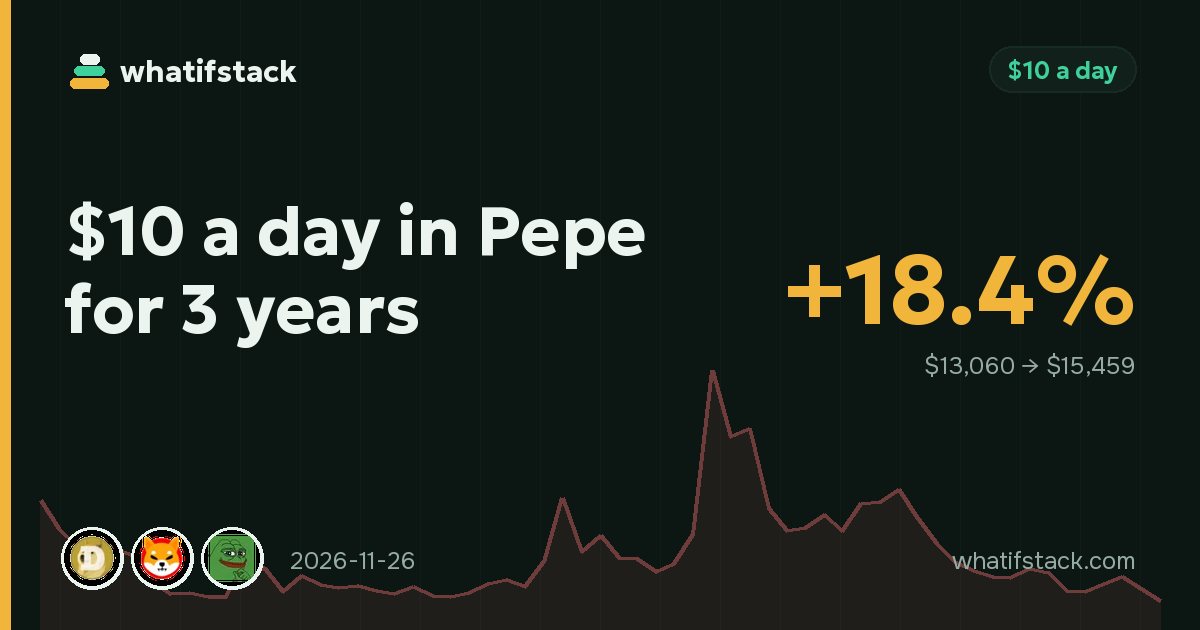 whatifstack
$10 a day
$10 a day in Pepe
for 3 years
+18.4%
$13,060 → $15,459
2026-11-26
whatifstack.com